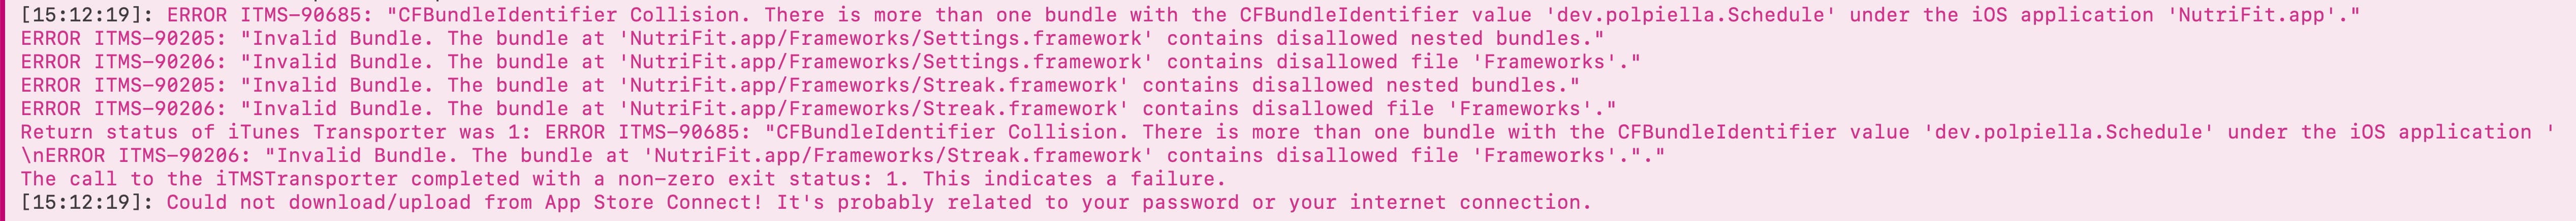 [15:12:19]: ERROR ITMS-90685: "CFBundleIdentifier Collision. There is more than one bundle with the CFBundleIdentifier value 'dev.polpiella.Schedule' under the iOS application 'NutriFit.app'."
ERROR ITMS-90205: "Invalid Bundle. The bundle at 'NutriFit.app/Frameworks/Settings.framework' contains disallowed nested bundles."
ERROR ITMS-90206: "Invalid Bundle. The bundle at 'NutriFit.app/Frameworks/Settings.framework' contains disallowed file 'Frameworks'."
ERROR ITMS-90205: "Invalid Bundle. The bundle at 'NutriFit.app/Frameworks/Streak.framework' contains disallowed nested bundles."
ERROR ITMS-90206: "Invalid Bundle. The bundle at 'NutriFit.app/Frameworks/Streak.framework' contains disallowed file 'Frameworks'."
Return status of iTunes Transporter was 1: ERROR ITMS-90685: "CFBundleIdentifier Collision. There is more than one bundle with the CFBundleIdentifier value 'dev.polpiella.Schedule' under the iOS application '
\nERROR ITMS-90206: "Invalid Bundle. The bundle at 'NutriFit.app/Frameworks/Streak.framework' contains disallowed file 'Frameworks'."."
The call to the iTMSTransporter completed with a non-zero exit status: 1. This indicates a failure.
[15:12:19]: Could not download/upload from App Store Connect! It's probably related to your password or your internet connection.